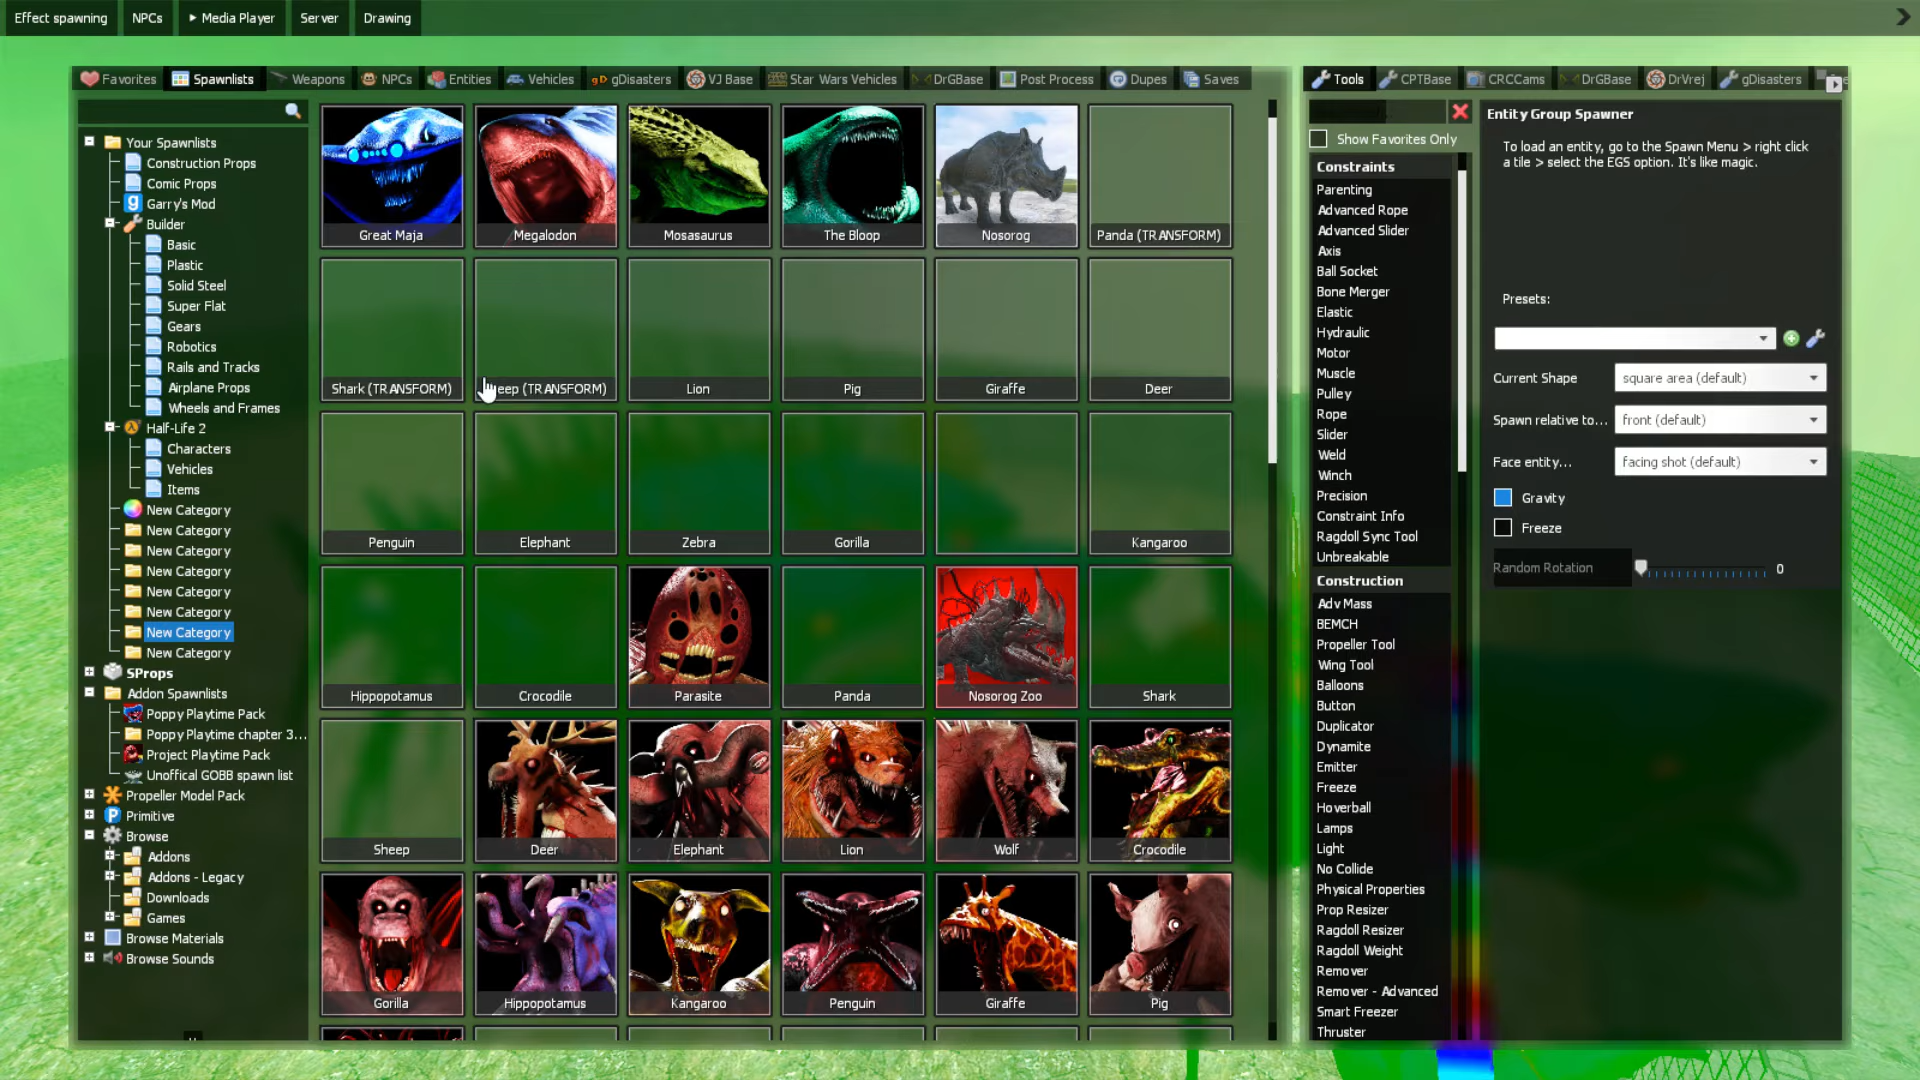 Effect spawning
NPCs
Media Player
Server
Drawing
Favorites
Spawnlists
Weapons
NPCs
Entities
Vehicles
gDisasters
VJ Base
Star Wars Vehicles
DrGBase
Post Process
Dupes
Saves
Your Spawnlists
Construction Props
Comic Props
Garry's Mod
Builder
Basic
Plastic
Solid Steel
Super Flat
Gears
Robotics
Rails and Tracks
Airplane Props
Wheels and Frames
Half-Life 2
Characters
Vehicles
Items
New Category
New Category
New Category
New Category
New Category
New Category
New Category
New Category
SProps
Addon Spawnlists
Poppy Playtime Pack
Poppy Playtime chapter 3...
Project Playtime Pack
Unoffical GOBB spawn list
Propeller Model Pack
Primitive
Browse
Addons
Addons - Legacy
Downloads
Games
Browse Materials
Browse Sounds
Great Maja
Megalodon
Mosasaurus
The Bloop
Nosorog
Panda (TRANSFORM)
Shark (TRANSFORM)
eep (TRANSFORM)
Lion
Pig
Giraffe
Deer
Penguin
Elephant
Zebra
Gorilla
Kangaroo
Hippopotamus
Crocodile
Parasite
Panda
Nosorog Zoo
Shark
Sheep
Deer
Elephant
Lion
Wolf
Crocodile
Gorilla
Hippopotamus
Kangaroo
Penguin
Giraffe
Pig
Tools
CPTBase
CRCCams
DrGBase
DrVrej
gDisasters
Show Favorites Only
Constraints
Parenting
Advanced Rope
Advanced Slider
Axis
Ball Socket
Bone Merger
Elastic
Hydraulic
Motor
Muscle
Pulley
Rope
Slider
Weld
Winch
Precision
Constraint Info
Ragdoll Sync Tool
Unbreakable
Construction
Adv Mass
BEMCH
Propeller Tool
Wing Tool
Balloons
Button
Duplicator
Dynamite
Emitter
Freeze
Hoverball
Lamps
Light
No Collide
Physical Properties
Prop Resizer
Ragdoll Resizer
Ragdoll Weight
Remover
Remover - Advanced
Smart Freezer
Thruster
Entity Group Spawner
To load an entity, go to the Spawn Menu > right click
a tile > select the EGS option. It's like magic.
Presets:
Current Shape
square area (default)
Spawn relative to...
front (default)
Face entity...
facing shot (default)
Gravity
Freeze
Random Rotation
0